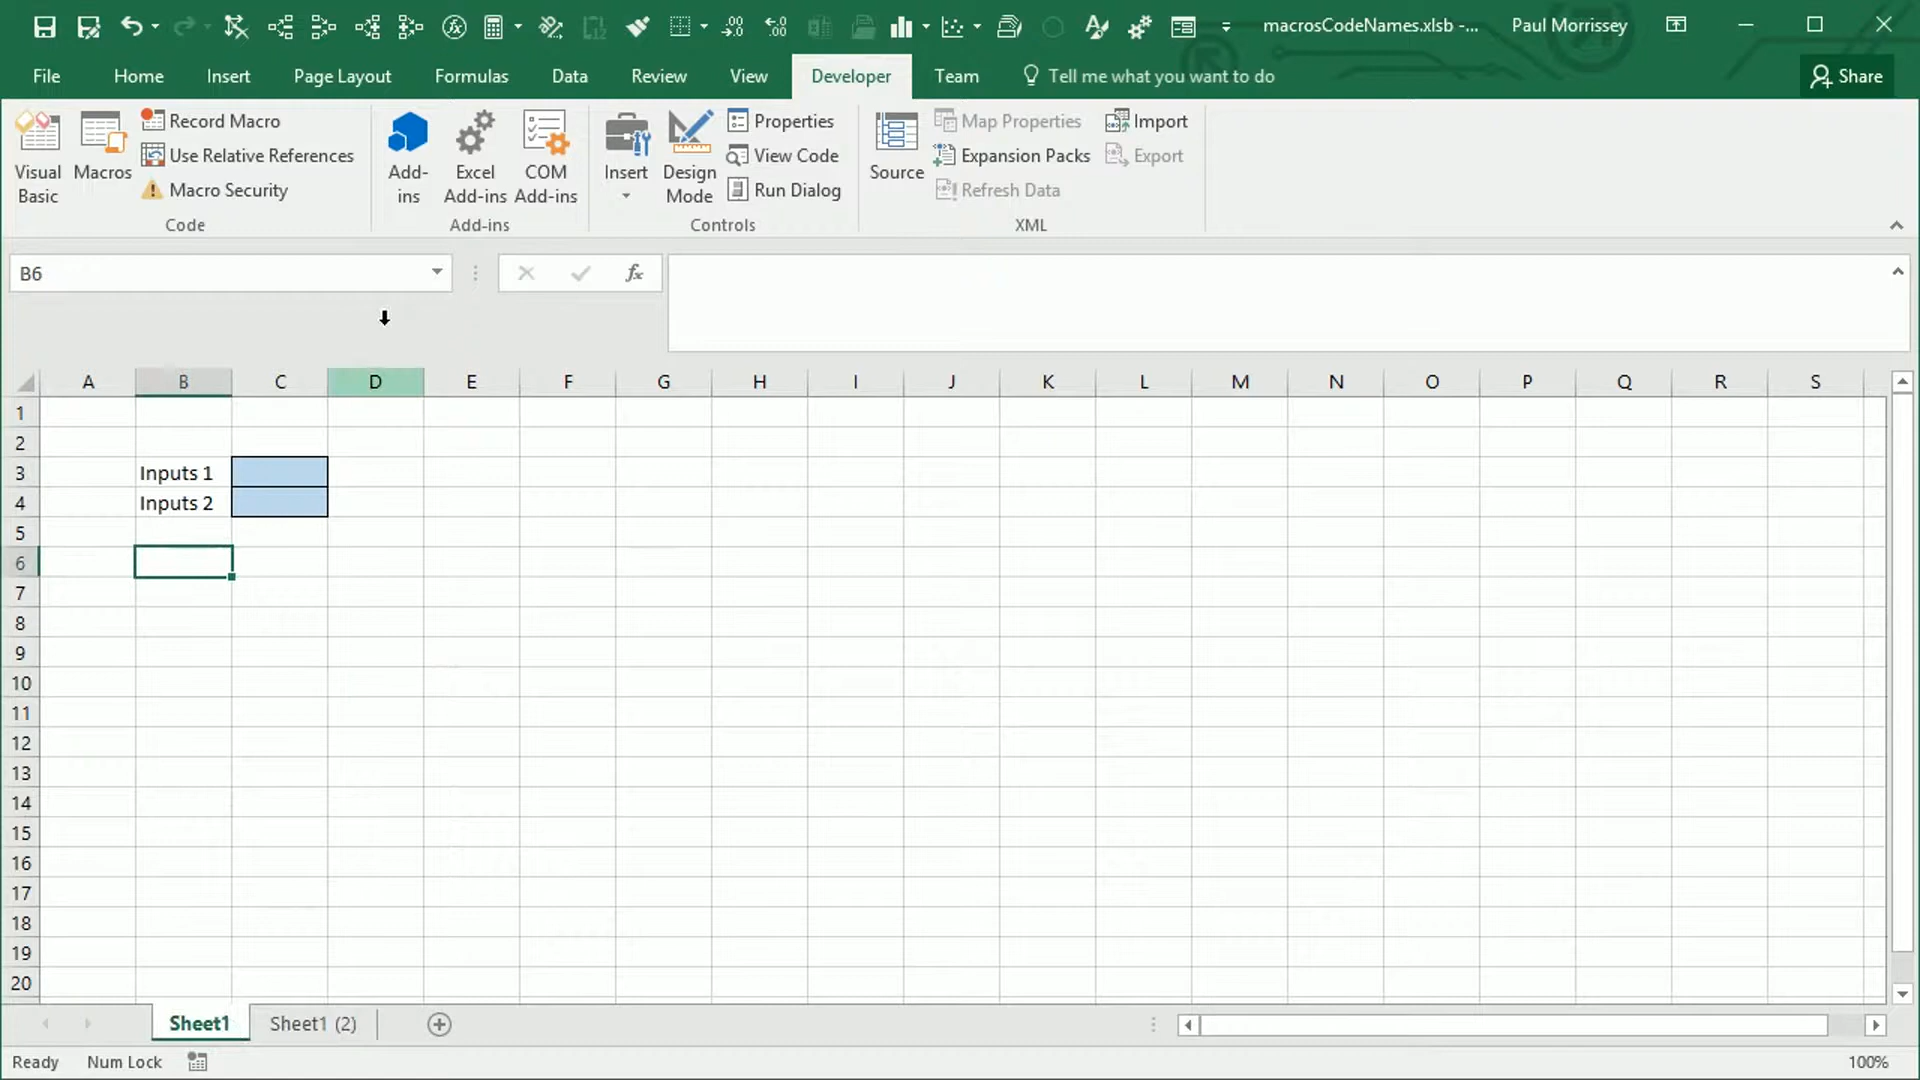 macrosCodeNames.xlsb -...
Paul Morrissey
File
Home
Insert
Page Layout
Formulas
Data
Review
View
Developer
Team
Tell me what you want to do
Share
Visual
Basic
Macros
Record Macro
Use Relative References
Macro Security
Code
Add-
ins
Excel
Add-ins
COM
Add-ins
Add-ins
Insert
Design
Mode
Properties
View Code
Run Dialog
Controls
Source
Map Properties
Expansion Packs
Refresh Data
Import
Export
XML
B6
fx
A B C D E F G H I J K L M N O P Q R S
1
2
3 Inputs 1
4 Inputs 2
5
6
7
8
9
10
11
12
13
14
15
16
17
18
19
20
Sheet1
Sheet1 (2)
Ready
Num Lock
100%